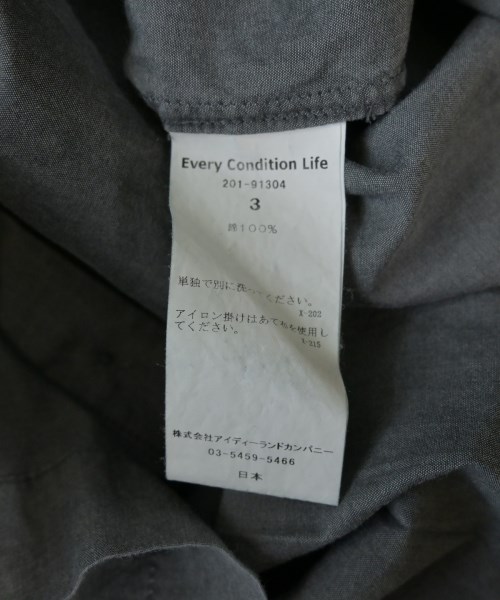 Every Condition Life
201-91304
3
綿100%
単独で別に洗ってください。
X-202
アイロン掛けはあて布を使用し
てください。
X-315
株式会社アイディーランドカンパニー
03-5459-5466
日本